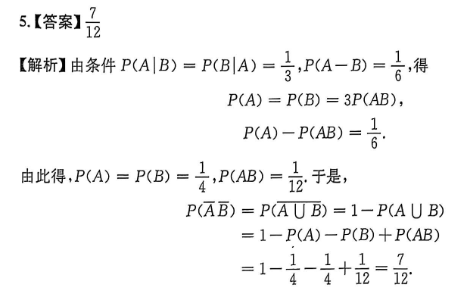 5.【答案】7/12
【解析】由条件 P(A|B) = P(B|A) = 1/3, P(A−B) = 1/6, 得
P(A) = P(B) = 3P(AB),
P(A) − P(AB) = 1/6.
由此得, P(A) = P(B) = 1/4, P(AB) = 1/12. 于是,
P(A̅ B̅) = P(\overline{A ∪ B}) = 1 − P(A ∪ B)
= 1 − P(A) − P(B) + P(AB)
= 1 − 1/4 − 1/4 + 1/12 = 7/12.